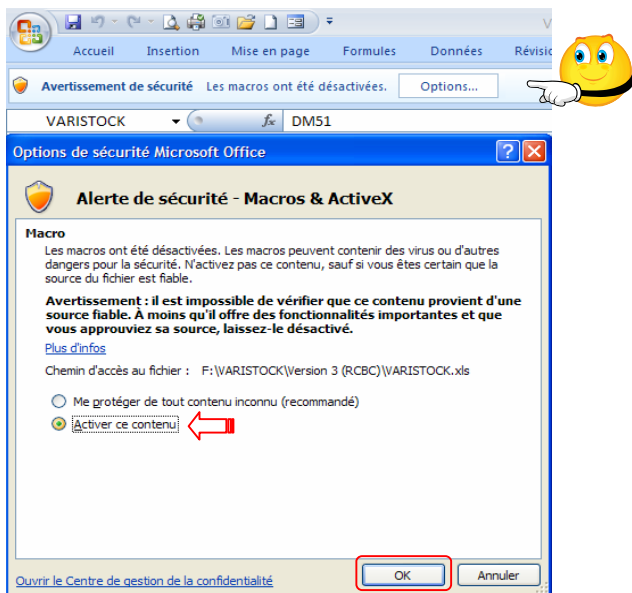 Accueil Insertion Mise en page Formules Données Révisio
Avertissement de sécurité Les macros ont été désactivées. Options...
VARISTOCK fx DM51
Options de sécurité Microsoft Office
Alerte de sécurité - Macros & ActiveX
Macro
Les macros ont été désactivées. Les macros peuvent contenir des virus ou d'autres
dangers pour la sécurité. N'activez pas ce contenu, sauf si vous êtes certain que la
source du fichier est fiable.
Avertissement : il est impossible de vérifier que ce contenu provient d'une
source fiable. À moins qu'il offre des fonctionnalités importantes et que
vous approuviez sa source, laissez-le désactivé.
Plus d'infos
Chemin d'accès au fichier : F:\VARISTOCK\Version 3 (RCBC)\VARISTOCK.xls
Me protéger de tout contenu inconnu (recommandé)
Activer ce contenu
Ouvrir le Centre de gestion de la confidentialité OK Annuler